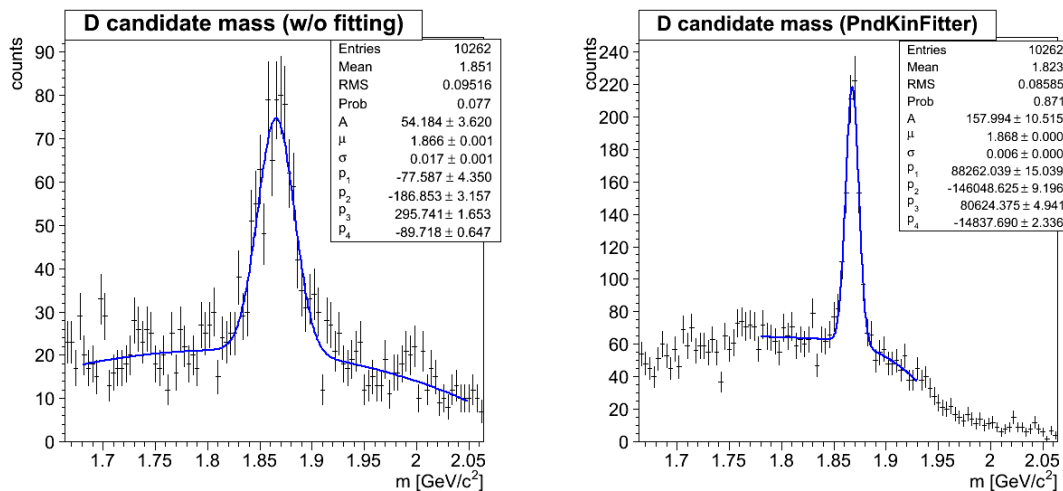 D candidate mass (w/o fitting)
counts
90
80
70
60
50
40
30
20
10
0
Entries 10262
Mean 1.851
RMS 0.09516
Prob 0.077
A 54.184 ± 3.620
μ 1.866 ± 0.001
σ 0.017 ± 0.001
p1 -77.587 ± 4.350
p2 -186.853 ± 3.157
p3 295.741 ± 1.653
p4 -89.718 ± 0.647
1.7 1.75 1.8 1.85 1.9 1.95 2 2.05
m [GeV/c²]
D candidate mass (PndKinFitter)
counts
240
220
200
180
160
140
120
100
80
60
40
20
0
Entries 10262
Mean 1.823
RMS 0.08585
Prob 0.871
A 157.994 ± 10.515
μ 1.868 ± 0.000
σ 0.006 ± 0.000
p1 88262.039 ± 15.039
p2 -146048.625 ± 9.196
p3 80624.375 ± 4.941
p4 -14837.690 ± 2.336
1.7 1.75 1.8 1.85 1.9 1.95 2 2.05
m [GeV/c²]